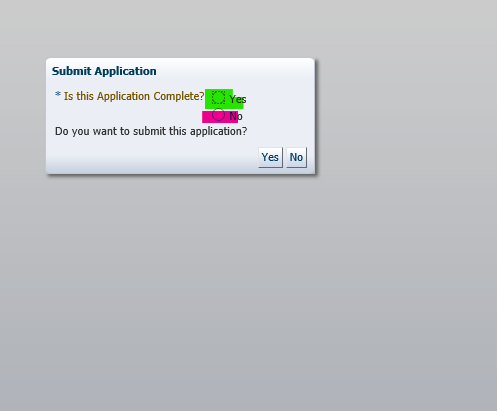 Submit Application
* Is this Application Complete? Yes
No
Do you want to submit this application?
Yes No